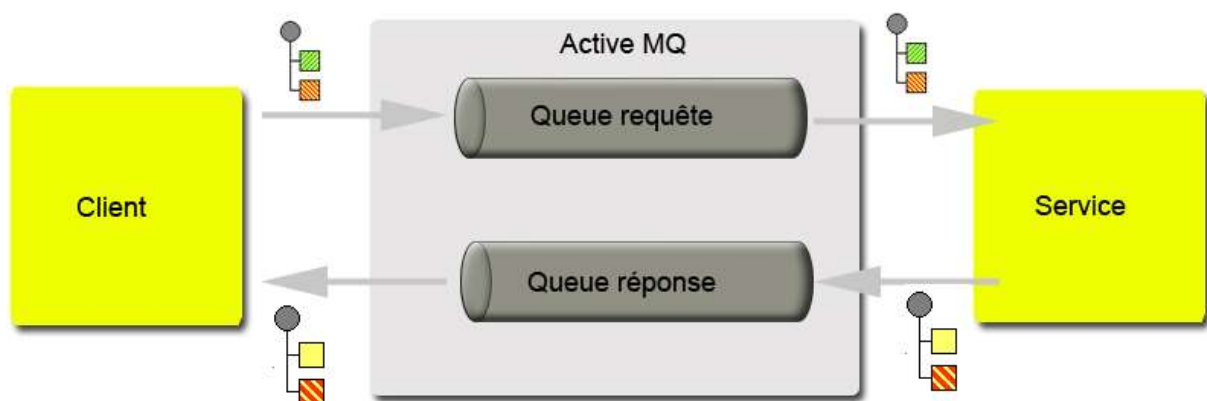 Active MQ
Queue requête
Client
Service
Queue réponse